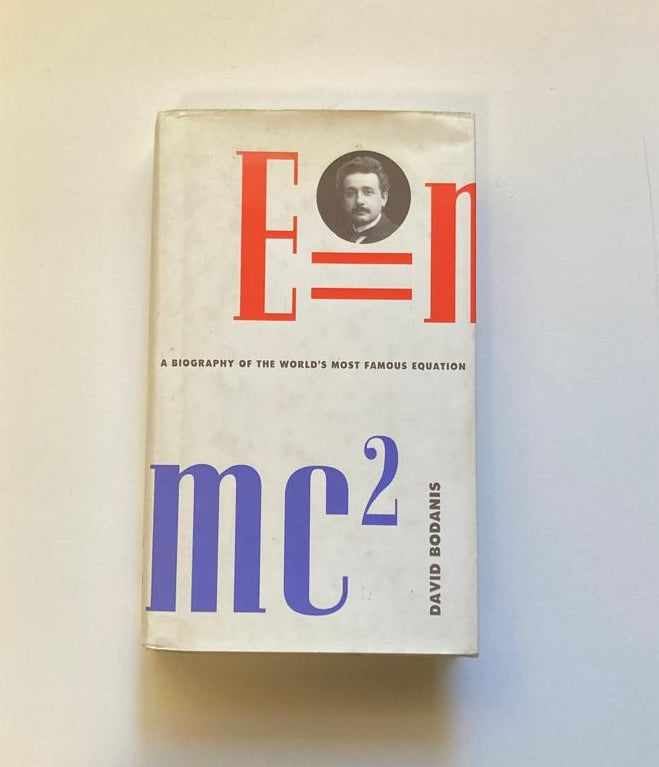 E=m
A BIOGRAPHY OF THE WORLD'S MOST FAMOUS EQUATION
mc²
DAVID BODANIS